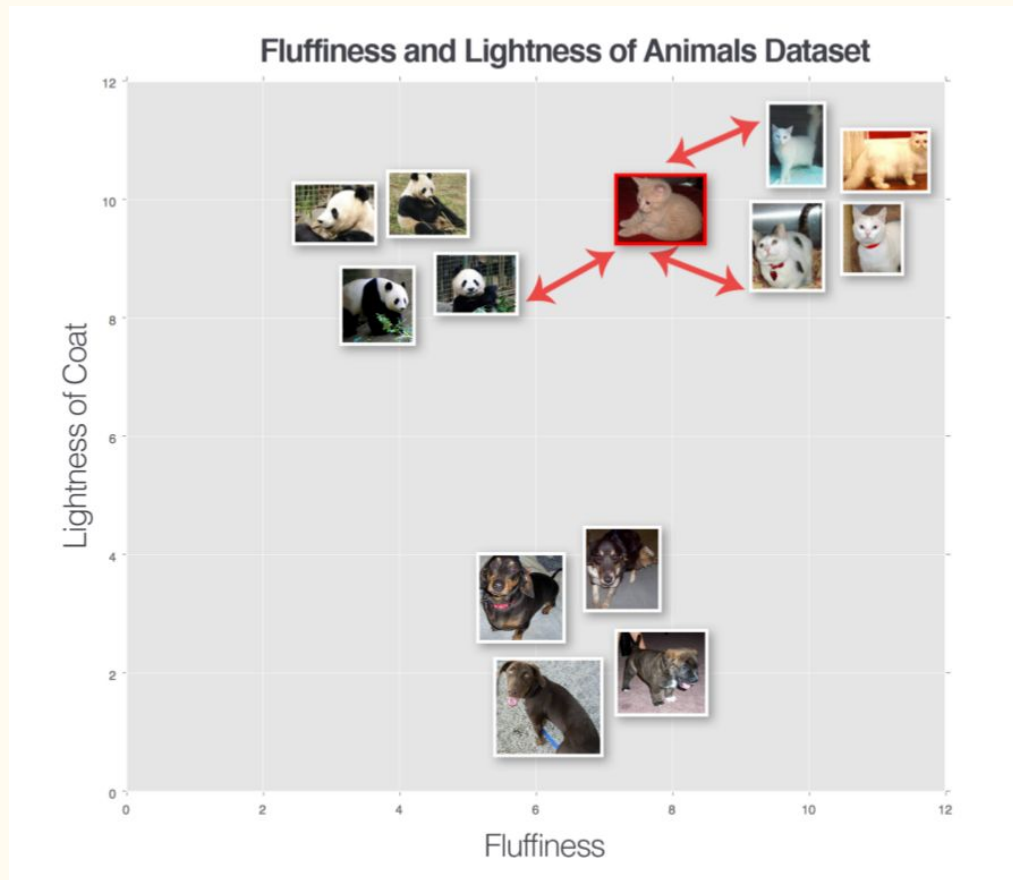 Fluffiness and Lightness of Animals Dataset
12
10
8
6
4
2
0
Lightness of Coat
0 2 4 6 8 10 12
Fluffiness